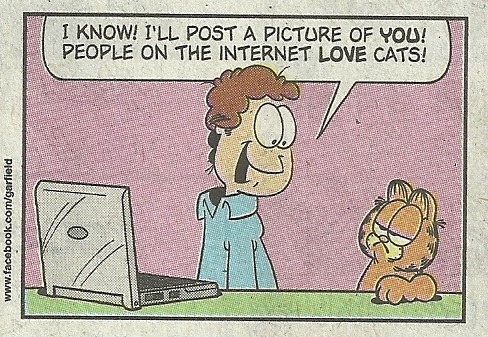 I KNOW! I'LL POST A PICTURE OF YOU!
PEOPLE ON THE INTERNET LOVE CATS!
www.facebook.com/garfield